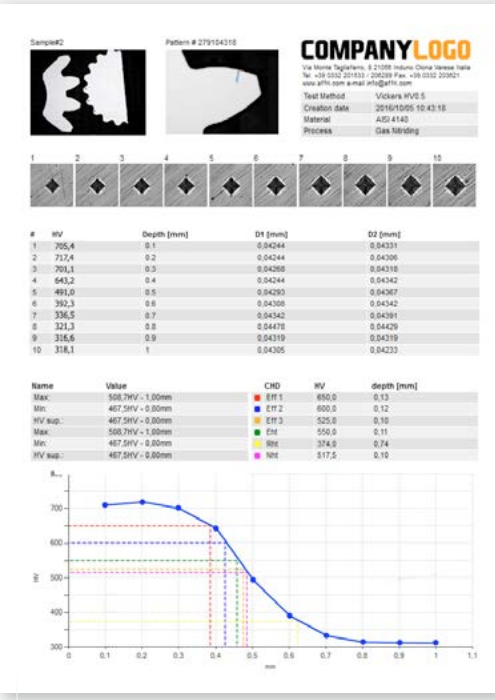 Sample#2
Pattern # 279104318
COMPANYLOGO
Via Monte Tagliaferro, 8 21056 Induno Olona Varese Italia
Tel. +39 0332 201533 / 206289 Fax. +39 0332 203621
www.affri.com e-mail info@affri.com
Test Method Vickers HV0.5
Creation date 2016/10/05 10:43:18
Material AISI 4140
Process Gas Nitriding
1 2 3 4 5 6 7 8 9 10
# HV Depth [mm] D1 [mm] D2 [mm]
1 705,4 0.1 0,04244 0,04331
2 717,4 0.2 0,04244 0,04306
3 701,1 0.3 0,04268 0,04318
4 643,2 0.4 0,04244 0,04342
5 491,0 0.5 0,04293 0,04367
6 392,3 0.6 0,04308 0,04342
7 336,5 0.7 0,04342 0,04391
8 321,3 0.8 0,04478 0,04429
9 316,6 0.9 0,04319 0,04319
10 318,1 1 0,04305 0,04233
Name Value CHD HV depth [mm]
Max: 508,7HV - 1,00mm Eff 1 650,0 0,13
Min: 467,5HV - 0,80mm Eff 2 600,0 0,12
HV sup.: 467,5HV - 0,80mm Eff 3 525,0 0,10
Max: 508,7HV - 1,00mm Eht 550,0 0,11
Min: 467,5HV - 0,80mm Rht 374,0 0,74
HV sup.: 467,5HV - 0,80mm Nht 517,5 0,10
8...
700
600
500
400
300
HV
0 0,1 0,2 0,3 0,4 0,5 0,6 0,7 0,8 0,9 1 1,1
mm